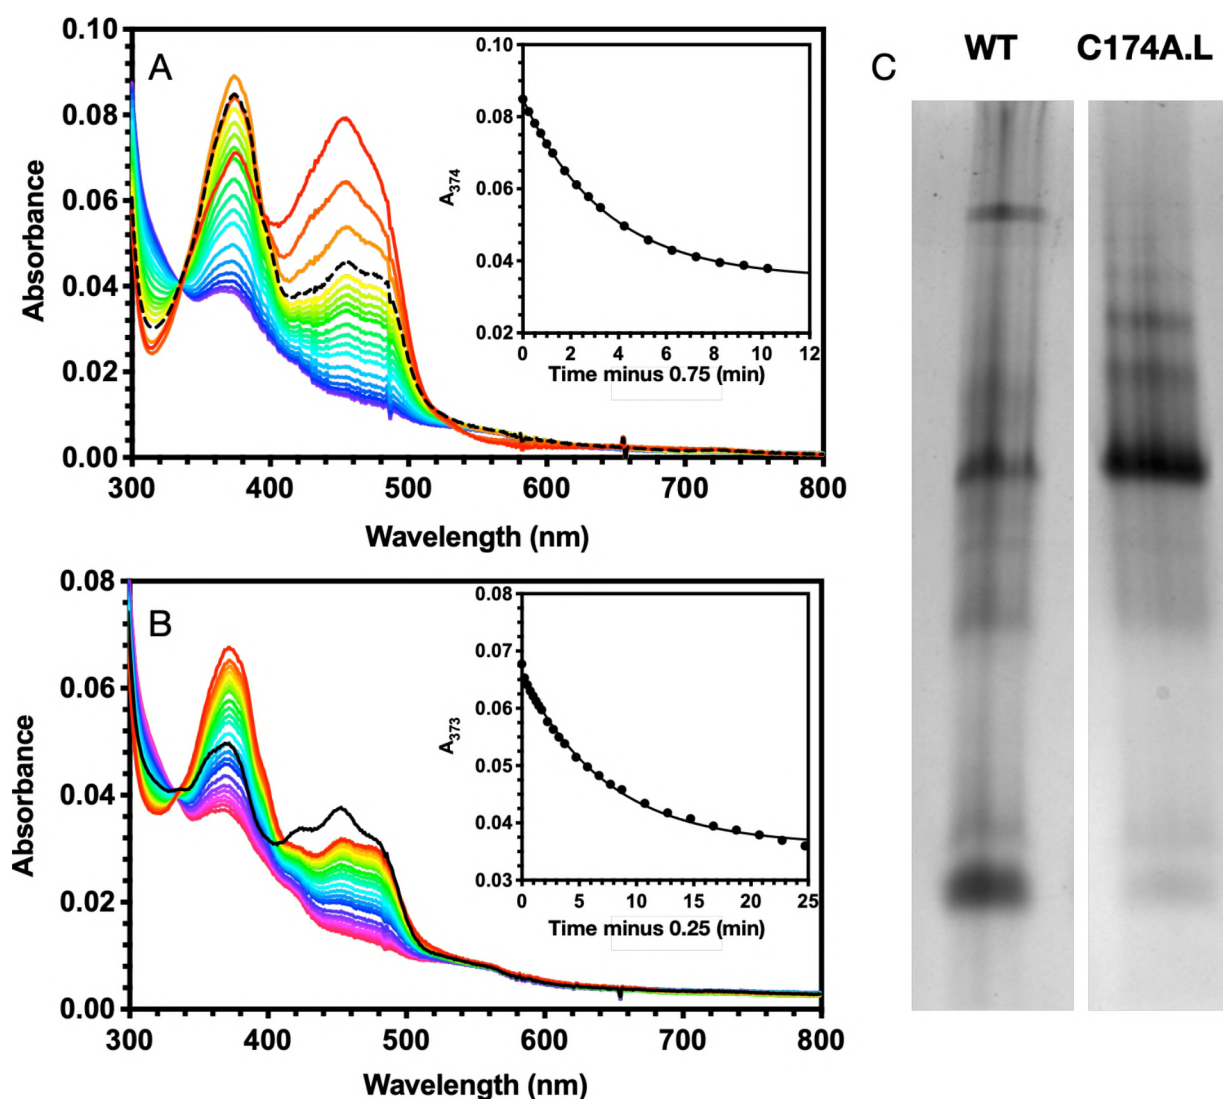 A
0.10
0.08
0.06
0.04
0.02
0.00
Absorbance
300 400 500 600 700 800
Wavelength (nm)
0.10
0.08
0.06
0.04
0.02
A374
0 2 4 6 8 10 12
Time minus 0.75 (min)
B
0.08
0.06
0.04
0.02
0.00
Absorbance
300 400 500 600 700 800
Wavelength (nm)
0.08
0.07
0.06
0.05
0.04
0.03
A373
0 5 10 15 20 25
Time minus 0.25 (min)
C
WT C174A.L